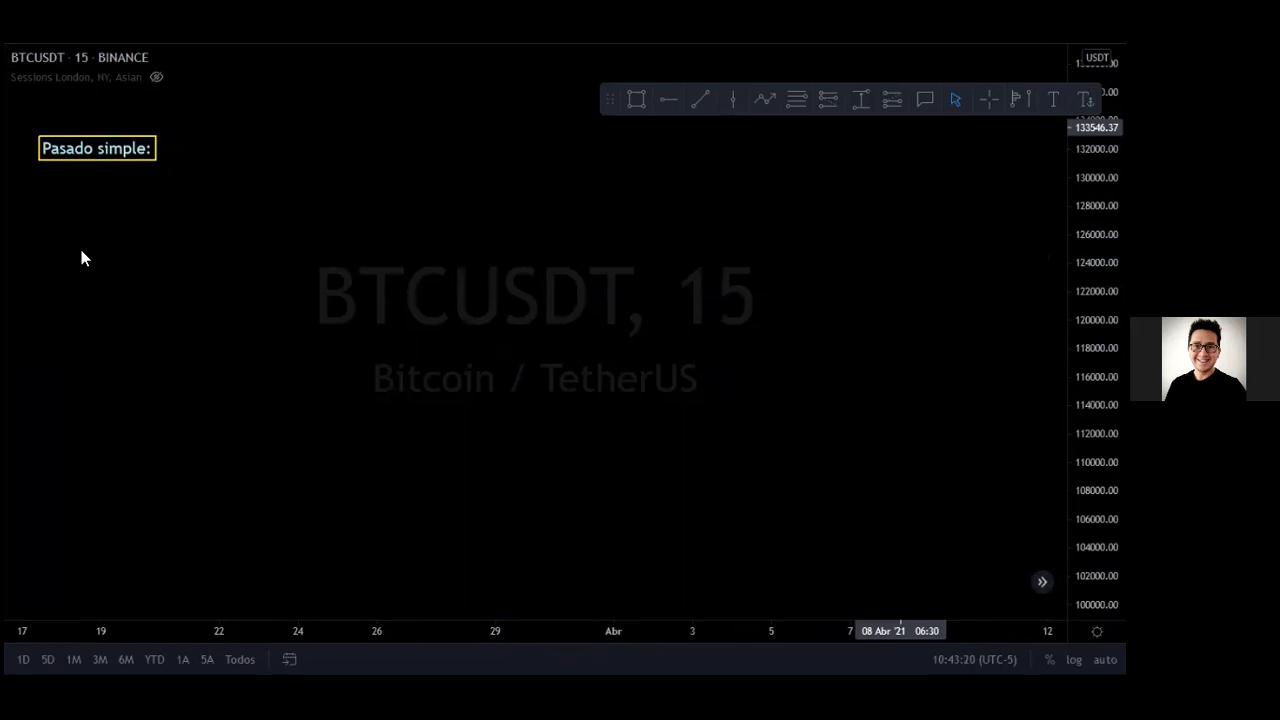 BTCUSDT · 15 · BINANCE
Sessions London, NY, Asian
USDT
Pasado simple:
133546.37
132000.00
130000.00
128000.00
126000.00
124000.00
122000.00
120000.00
118000.00
116000.00
114000.00
112000.00
110000.00
108000.00
106000.00
104000.00
102000.00
100000.00
BTCUSDT, 15
Bitcoin / TetherUS
17 19 22 24 26 29 Abr 3 5 7 08 Abr '21 06:30 12
1D 5D 1M 3M 6M YTD 1A 5A Todos 10:43:20 (UTC-5) % log auto